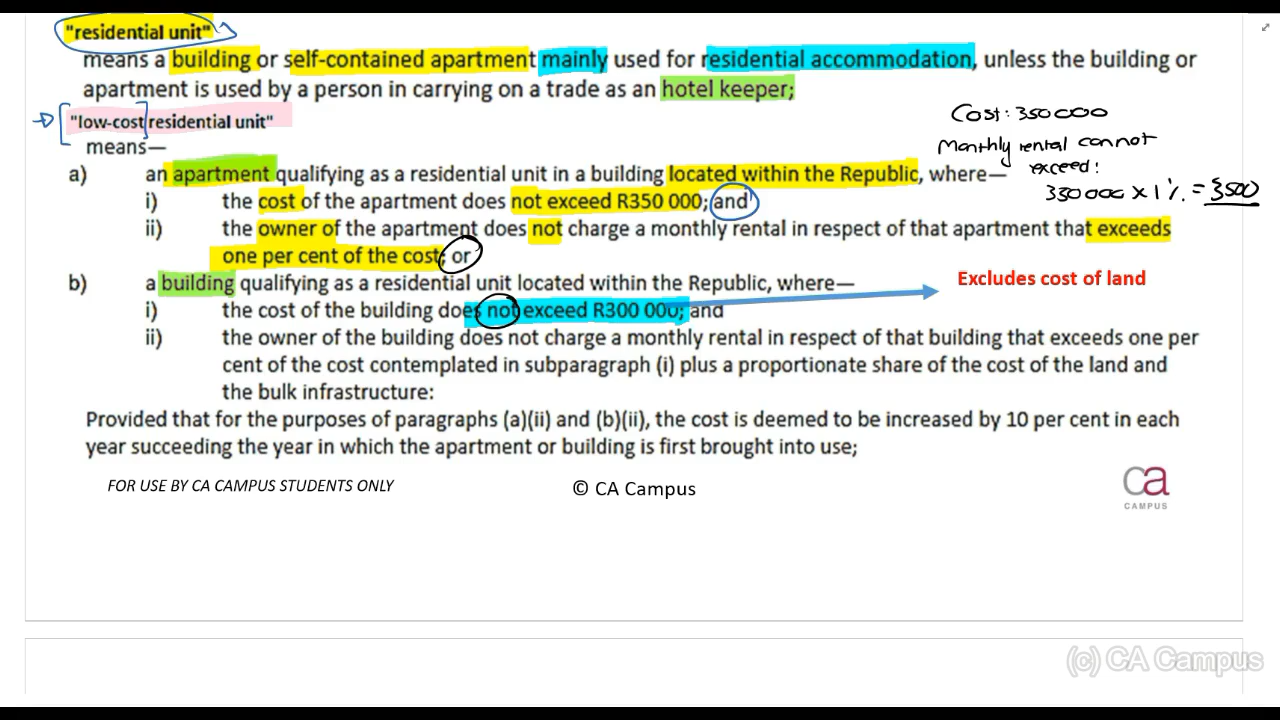 "residential unit"
means a building or self-contained apartment mainly used for residential accommodation, unless the building or
apartment is used by a person in carrying on a trade as an hotel keeper;
"low-cost residential unit"
means—
Cost: 350000
Monthly rental cannot
exceed:
350000 x 1% = 3500
a) an apartment qualifying as a residential unit in a building located within the Republic, where—
i) the cost of the apartment does not exceed R350 000; and
ii) the owner of the apartment does not charge a monthly rental in respect of that apartment that exceeds
one per cent of the cost; or
b) a building qualifying as a residential unit located within the Republic, where—
Excludes cost of land
i) the cost of the building does not exceed R300 000; and
ii) the owner of the building does not charge a monthly rental in respect of that building that exceeds one per
cent of the cost contemplated in subparagraph (i) plus a proportionate share of the cost of the land and
the bulk infrastructure:
Provided that for the purposes of paragraphs (a)(ii) and (b)(ii), the cost is deemed to be increased by 10 per cent in each
year succeeding the year in which the apartment or building is first brought into use;
FOR USE BY CA CAMPUS STUDENTS ONLY
© CA Campus
ca
CAMPUS
(c) CA Campus